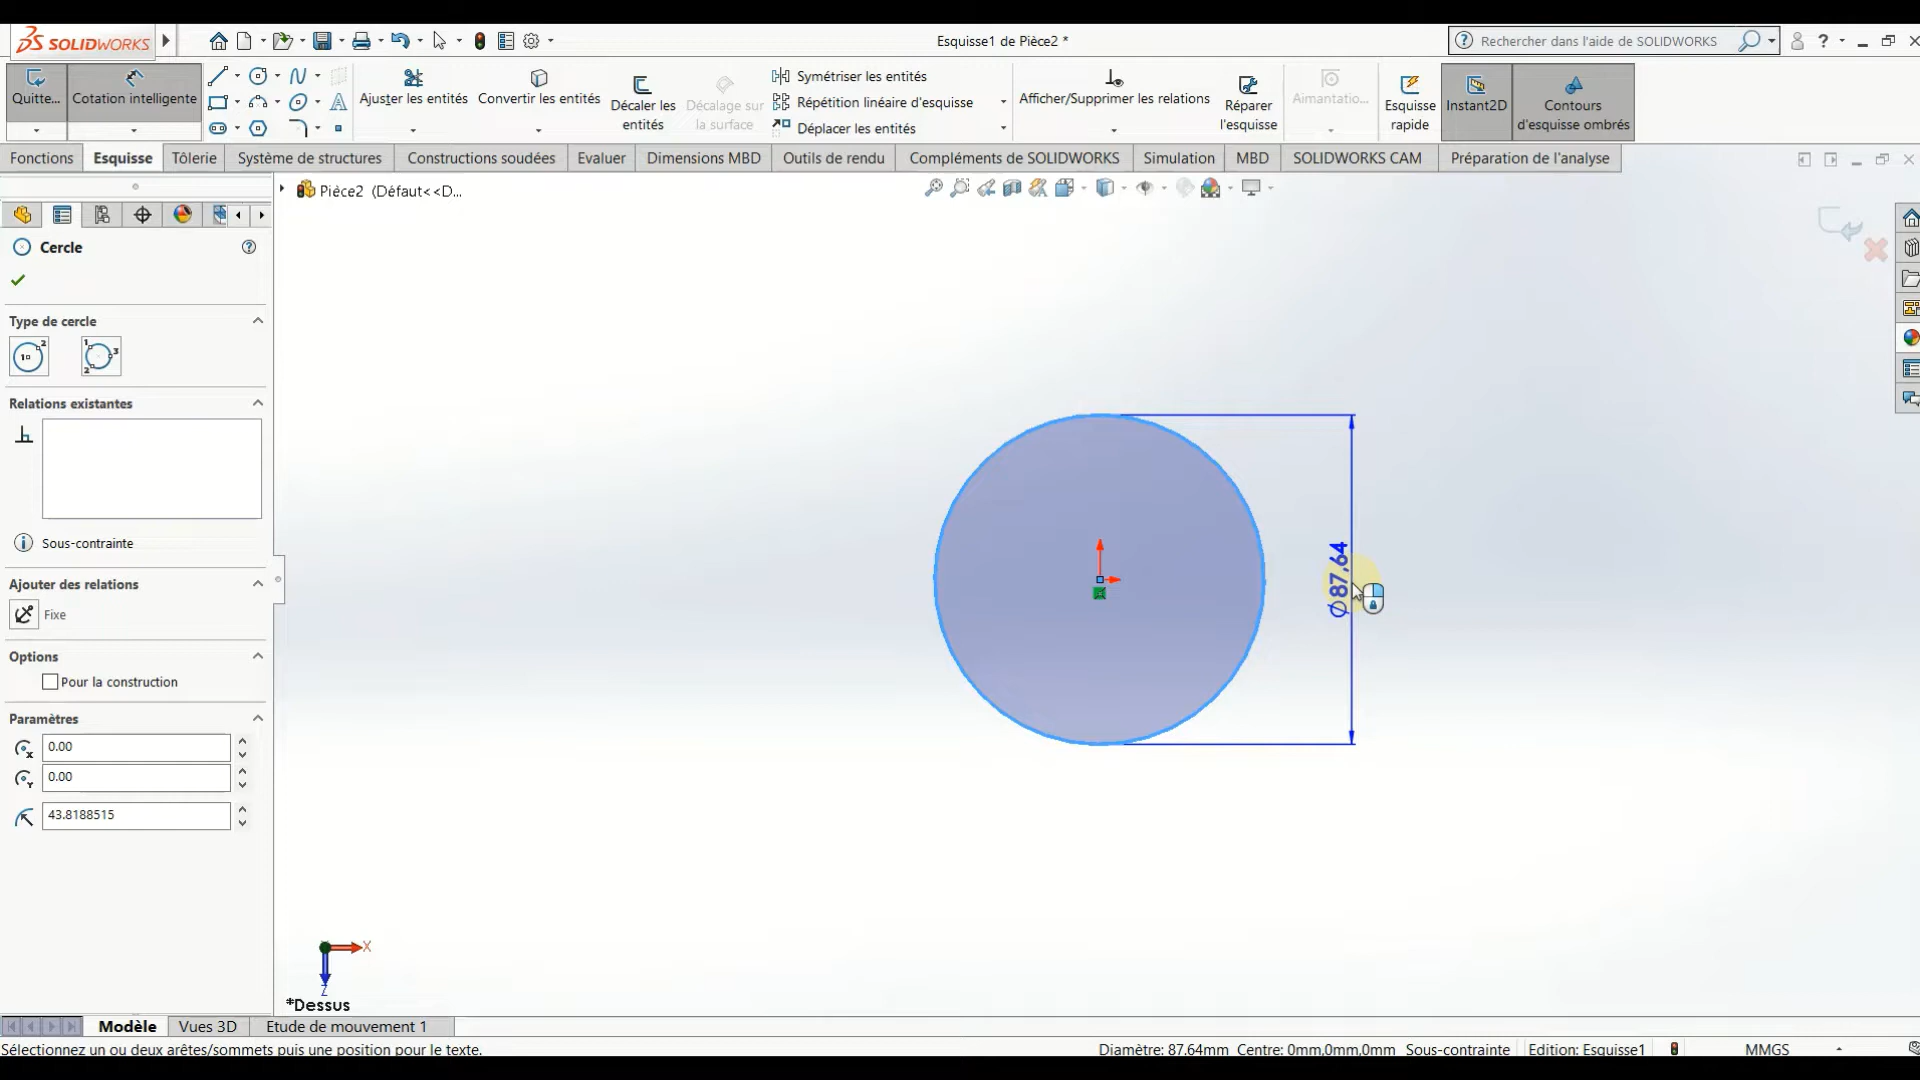 SOLIDWORKS
Esquisse1 de Pièce2 *
Rechercher dans l'aide de SOLIDWORKS
Quitte...
Cotation intelligente
Ajuster les entités
Convertir les entités
Décaler les entités
Décalage sur la surface
Symétriser les entités
Répétition linéaire d'esquisse
Déplacer les entités
Afficher/Supprimer les relations
Réparer l'esquisse
Aimantatio...
Esquisse rapide
Instant2D
Contours d'esquisse ombrés
Fonctions
Esquisse
Tôlerie
Système de structures
Constructions soudées
Evaluer
Dimensions MBD
Outils de rendu
Compléments de SOLIDWORKS
Simulation
MBD
SOLIDWORKS CAM
Préparation de l'analyse
Pièce2 (Défaut<<D...
Cercle
Type de cercle
Relations existantes
Sous-contrainte
Ajouter des relations
Fixe
Options
Pour la construction
Paramètres
0.00
0.00
43.8188515
Ø87,64
X
Z
*Dessus
Modèle
Vues 3D
Etude de mouvement 1
Sélectionnez un ou deux arêtes/sommets puis une position pour le texte.
Diamètre: 87.64mm Centre: 0mm,0mm,0mm
Sous-contrainte
Edition: Esquisse1
MMGS